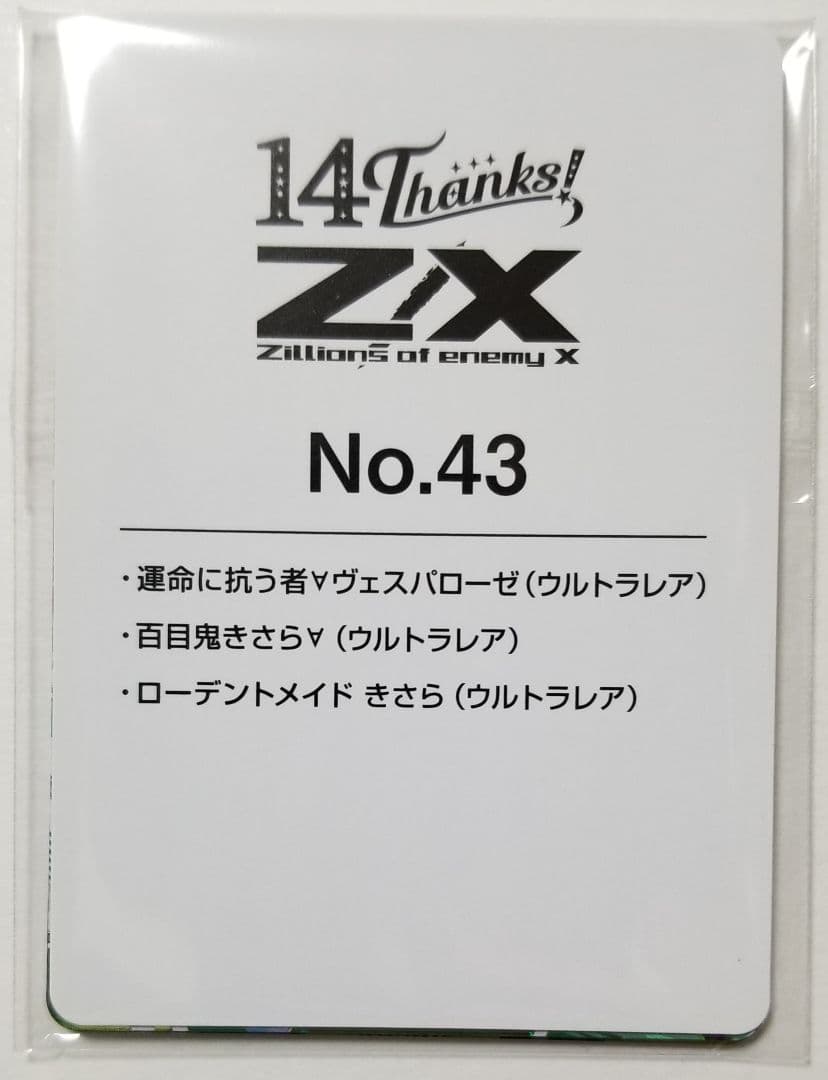 14Thanks!
Z/X
Zillions of enemy X
No.43
・運命に抗う者∀ヴェスパローゼ（ウルトラレア）
・百目鬼きさら∀（ウルトラレア）
・ローデントメイド きさら（ウルトラレア）